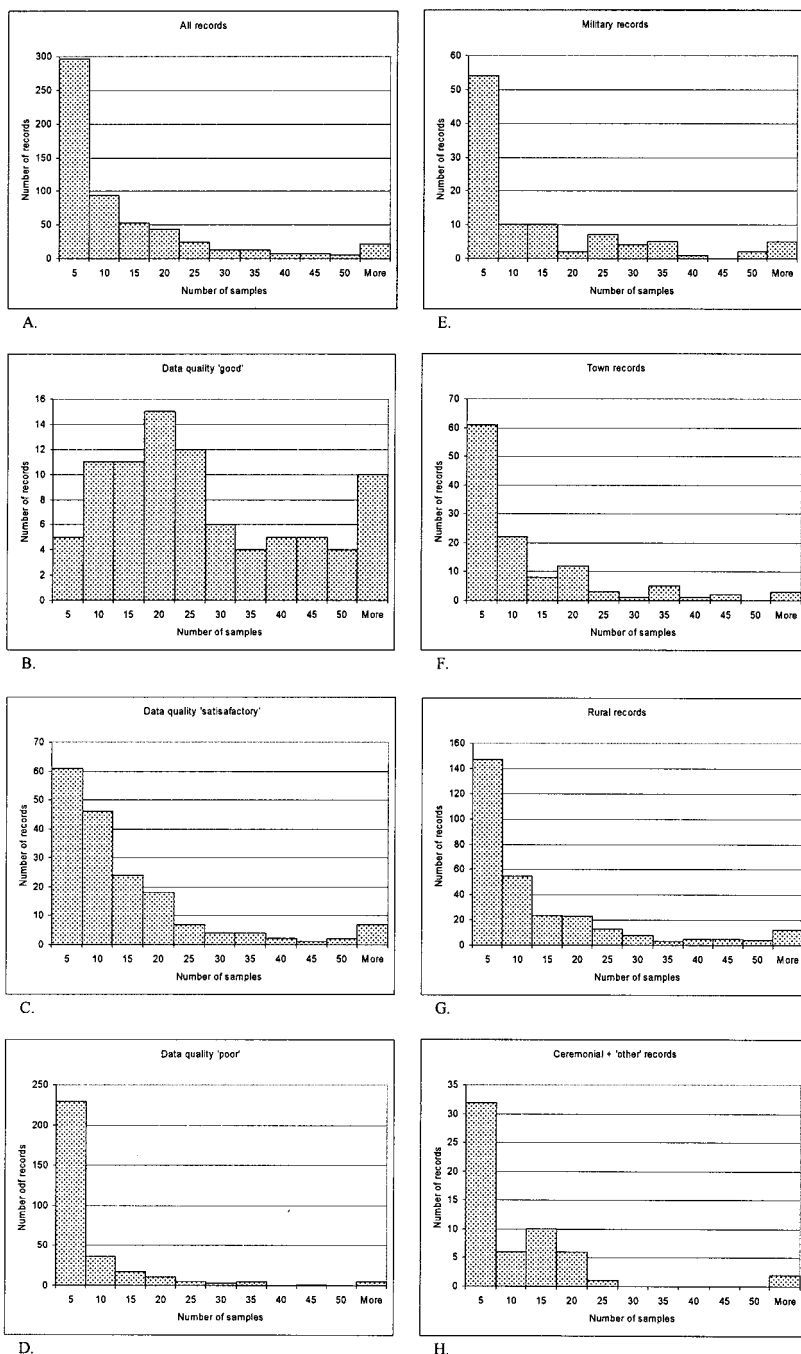 All records
Number of records
300
250
200
150
100
50
0
5 10 15 20 25 30 35 40 45 50 More
Number of samples
A.
Military records
Number of records
60
50
40
30
20
10
0
5 10 15 20 25 30 35 40 45 50 More
Number of samples
E.
Data quality 'good'
Number of records
16
14
12
10
8
6
4
2
0
5 10 15 20 25 30 35 40 45 50 More
Number of samples
B.
Town records
Number of records
70
60
50
40
30
20
10
0
5 10 15 20 25 30 35 40 45 50 More
Number of samples
F.
Data quality 'satisafactory'
Number of records
70
60
50
40
30
20
10
0
5 10 15 20 25 30 35 40 45 50 More
Number of samples
C.
Rural records
Number of records
160
140
120
100
80
60
40
20
0
5 10 15 20 25 30 35 40 45 50 More
Number of samples
G.
Data quality 'poor'
Number odf records
250
200
150
100
50
0
5 10 15 20 25 30 35 40 45 50 More
Number of samples
D.
Ceremonial + 'other' records
Number of records
35
30
25
20
15
10
5
0
5 10 15 20 25 30 35 40 45 50 More
Number of samples
H.